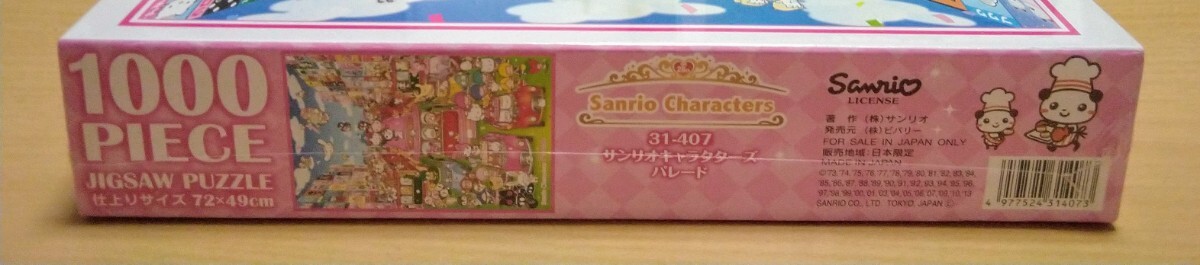 1000
PIECE
JIGSAW PUZZLE
仕上りサイズ 72×49cm
Sanrio Characters
31-407
サンリオキャラクターズ
パレード
Sanrio
LICENSE
著 作 (株)サンリオ
発売元 (株)ビバリー
FOR SALE IN JAPAN ONLY
販売地域:日本限定
MADE IN JAPAN
SANRIO CO., LTD. TOKYO, JAPAN Ⓛ
4 977524 314073